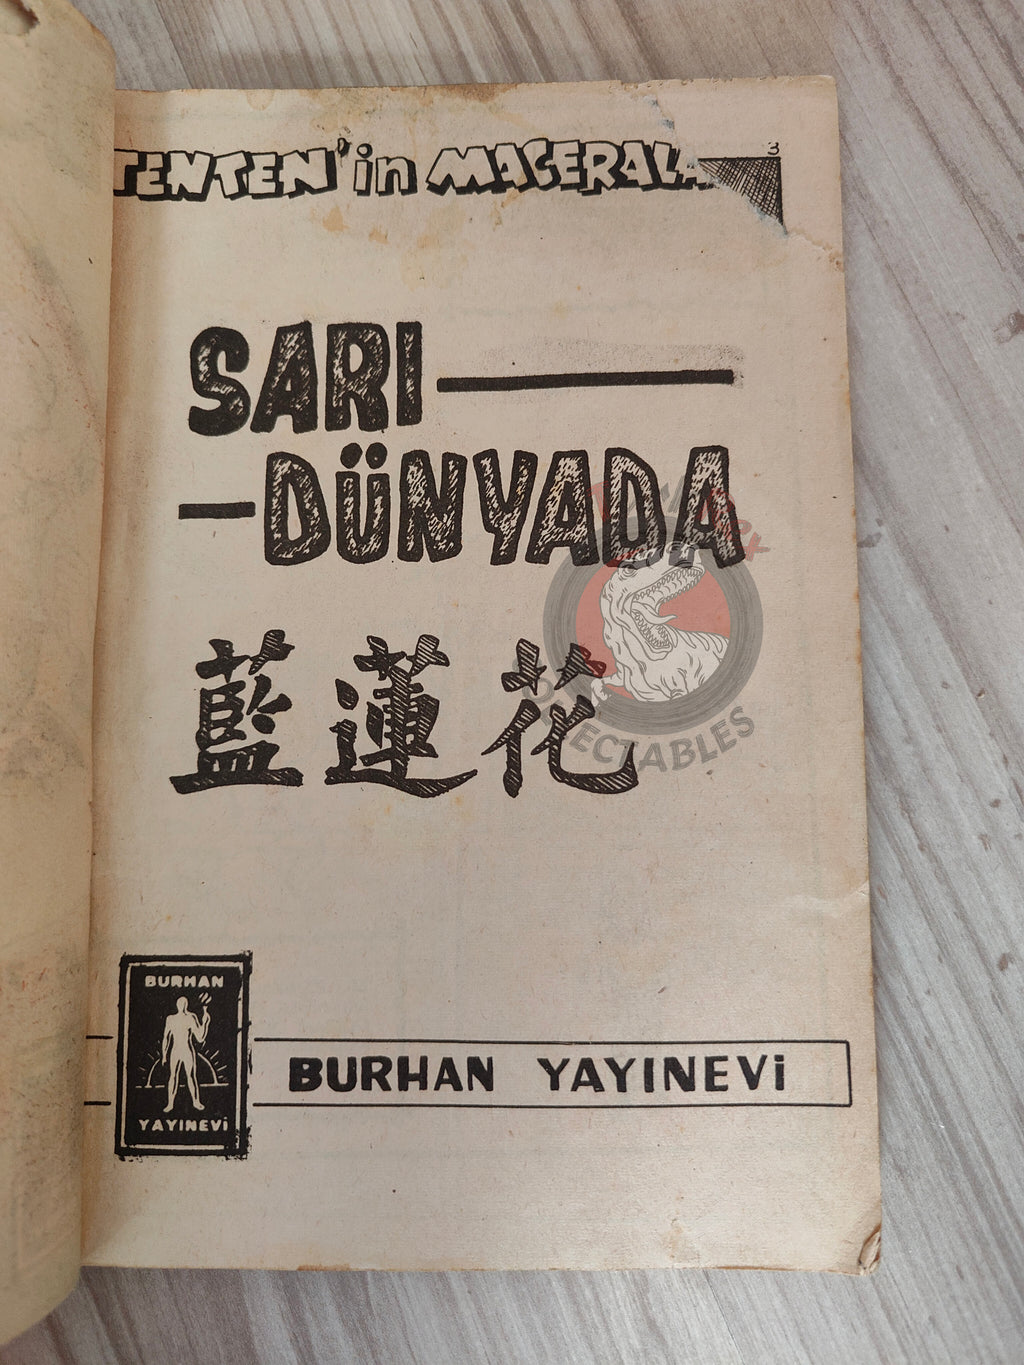 3
TENTEN'in MACERALA
SARI
DÜNYADA
藍蓮花
BURHAN
YAYINEVİ
BURHAN YAYINEVİ